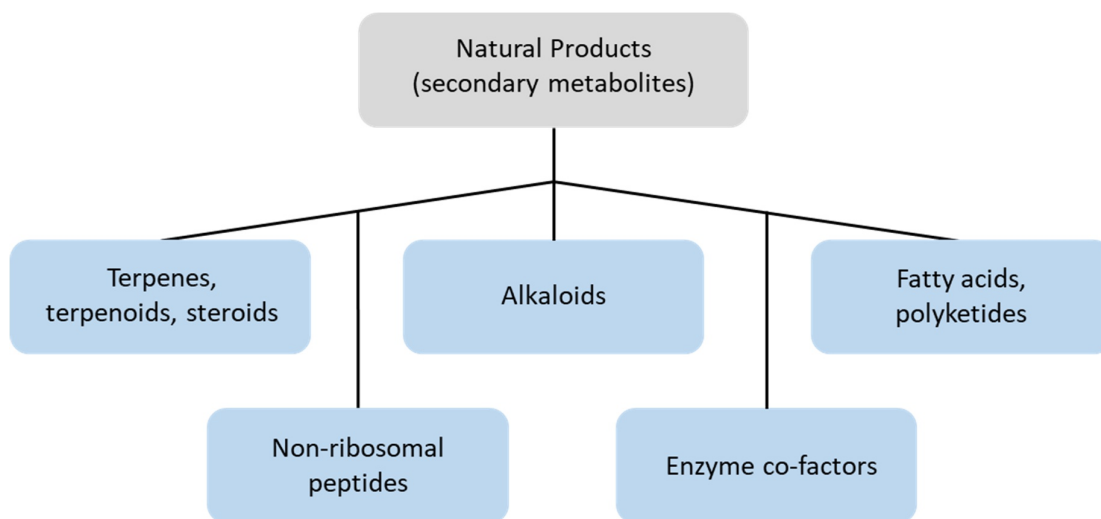 Natural Products
(secondary metabolites)
Terpenes,
terpenoids, steroids
Alkaloids
Fatty acids,
polyketides
Non-ribosomal
peptides
Enzyme co-factors